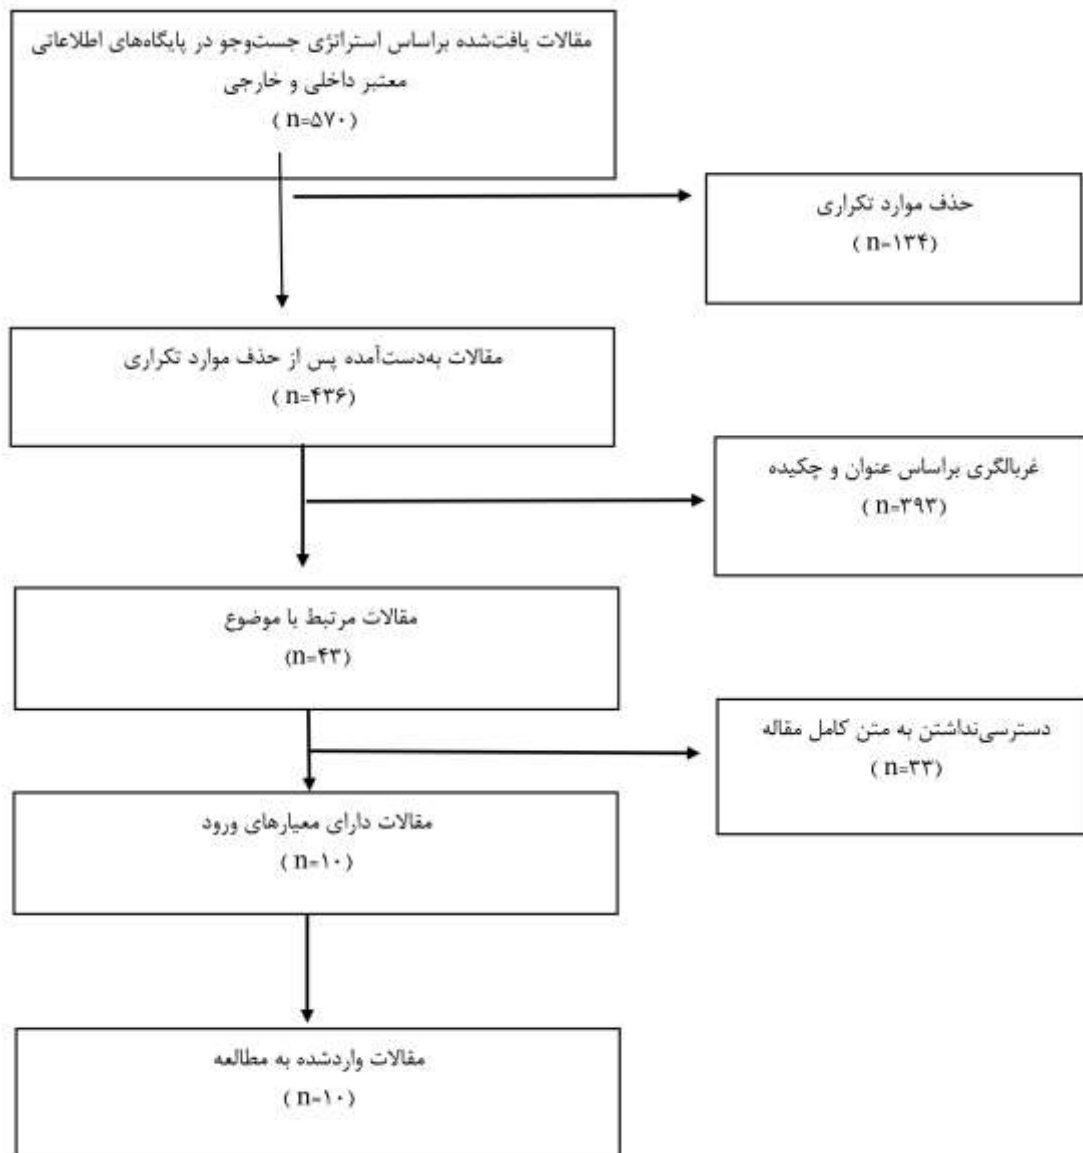 مقالات یافت‌شده براساس استراتژی جست‌وجو در پایگاه‌های اطلاعاتی
معتبر داخلی و خارجی
(n=۵۷۰)
حذف موارد تکراری
(n=۱۳۴)
مقالات به‌دست‌آمده پس از حذف موارد تکراری
(n=۴۳۶)
غربالگری براساس عنوان و چکیده
(n=۳۹۳)
مقالات مرتبط با موضوع
(n=۴۳)
دسترسی‌نداشتن به متن کامل مقاله
(n=۳۳)
مقالات دارای معیارهای ورود
(n=۱۰)
مقالات واردشده به مطالعه
(n=۱۰)